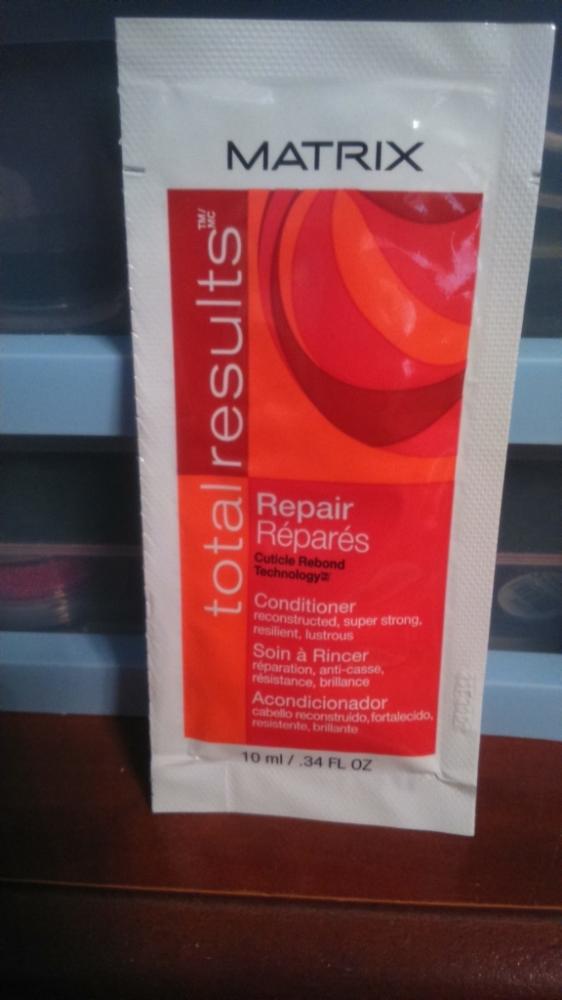 MATRIX
total results TM/MC
Repair
Réparés
Cuticle Rebond
Technology
Conditioner
reconstructed, super strong,
resilient, lustrous
Soin à Rincer
réparation, anti-casse,
résistance, brillance
Acondicionador
cabello reconstruido, fortalecido,
resistente, brillante
10 ml / .34 FL OZ